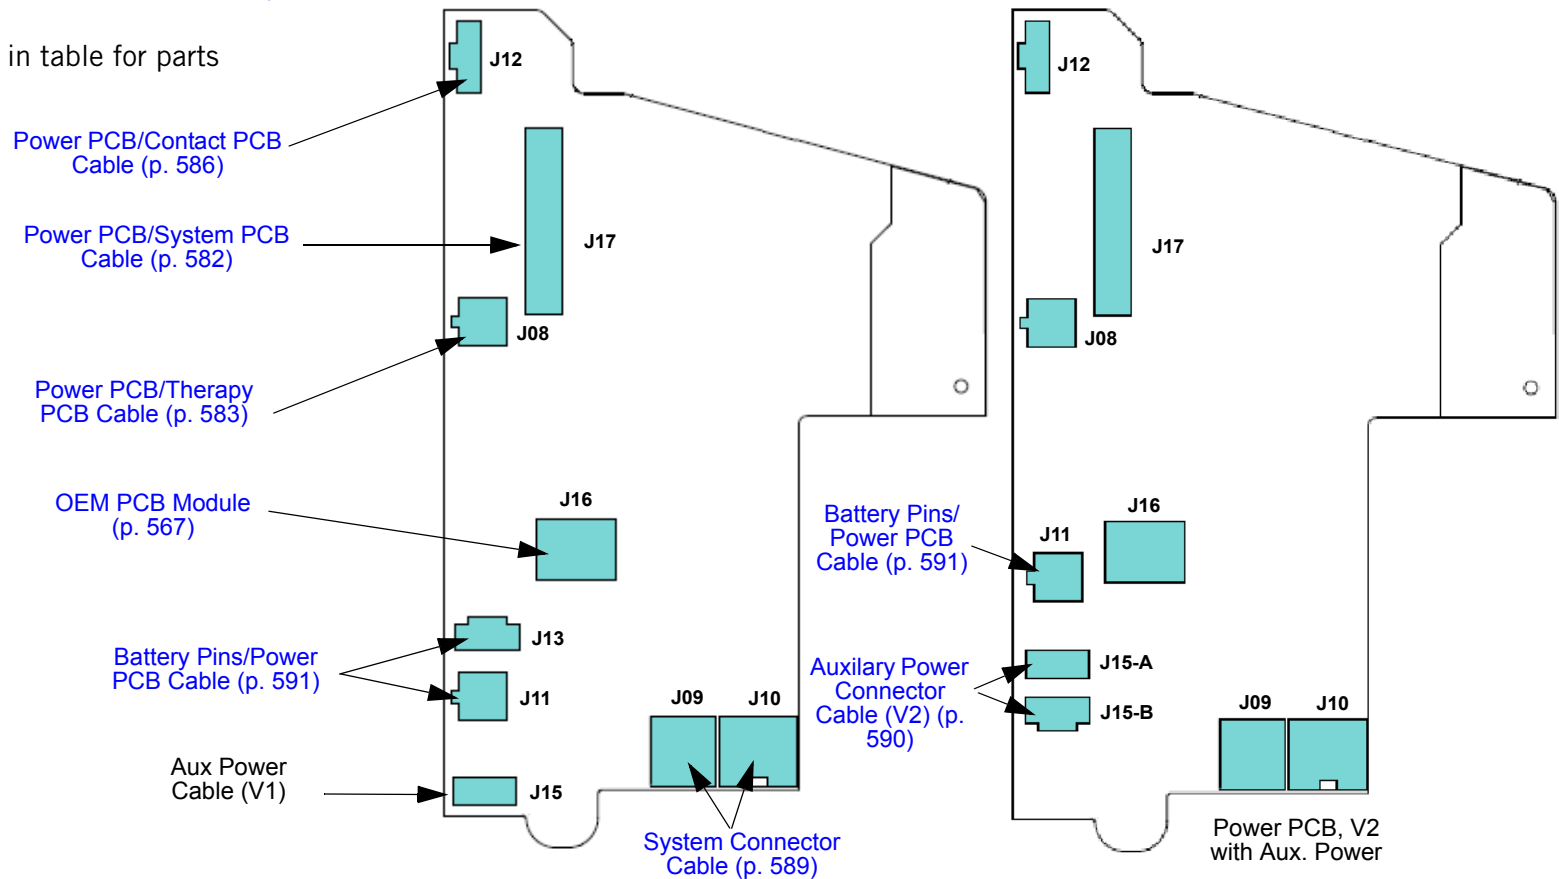 in table for parts
J12
Power PCB/Contact PCB
Cable (p. 586)
Power PCB/System PCB
Cable (p. 582)
J17
J08
Power PCB/Therapy
PCB Cable (p. 583)
OEM PCB Module
(p. 567)
J16
J13
Battery Pins/Power
PCB Cable (p. 591)
J11
J09
J10
Aux Power
Cable (V1)
J15
System Connector
Cable (p. 589)
J12
J17
J08
Battery Pins/
Power PCB
Cable (p. 591)
J11
J16
Auxilary Power
Connector
Cable (V2) (p.
590)
J15-A
J15-B
J09
J10
Power PCB, V2
with Aux. Power